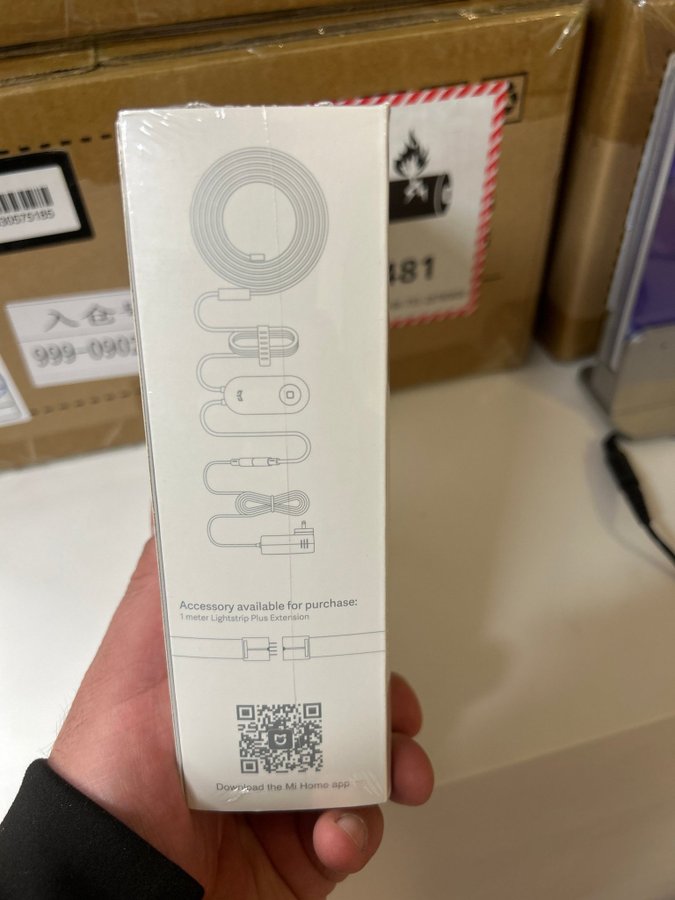 30579185
入仓
999-090
481
Accessory available for purchase:
1 meter Lightstrip Plus Extension
Download the Mi Home app